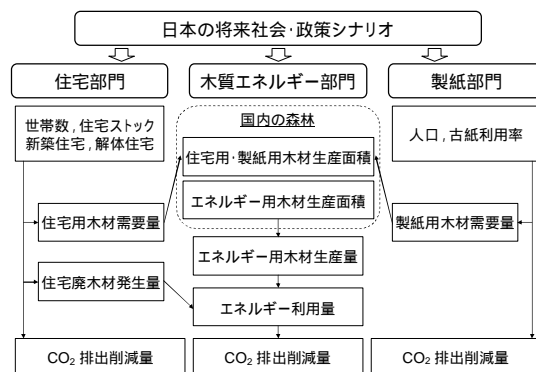 日本の将来社会・政策シナリオ
住宅部門
木質エネルギー部門
製紙部門
世帯数,住宅ストック
新築住宅,解体住宅
国内の森林
住宅用・製紙用木材生産面積
エネルギー用木材生産面積
人口,古紙利用率
住宅用木材需要量
製紙用木材需要量
エネルギー用木材生産量
住宅廃木材発生量
エネルギー利用量
CO₂ 排出削減量
CO₂ 排出削減量
CO₂ 排出削減量